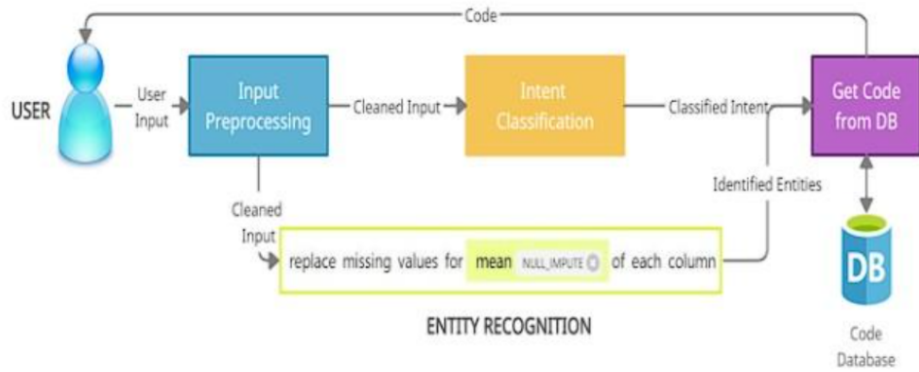 Code
USER
User
Input
Input
Preprocessing
Cleaned Input
Intent
Classification
Classified Intent
Get Code
from DB
Identified Entities
Cleaned
Input
replace missing values for mean NULL_IMPUTE of each column
DB
ENTITY RECOGNITION
Code
Database